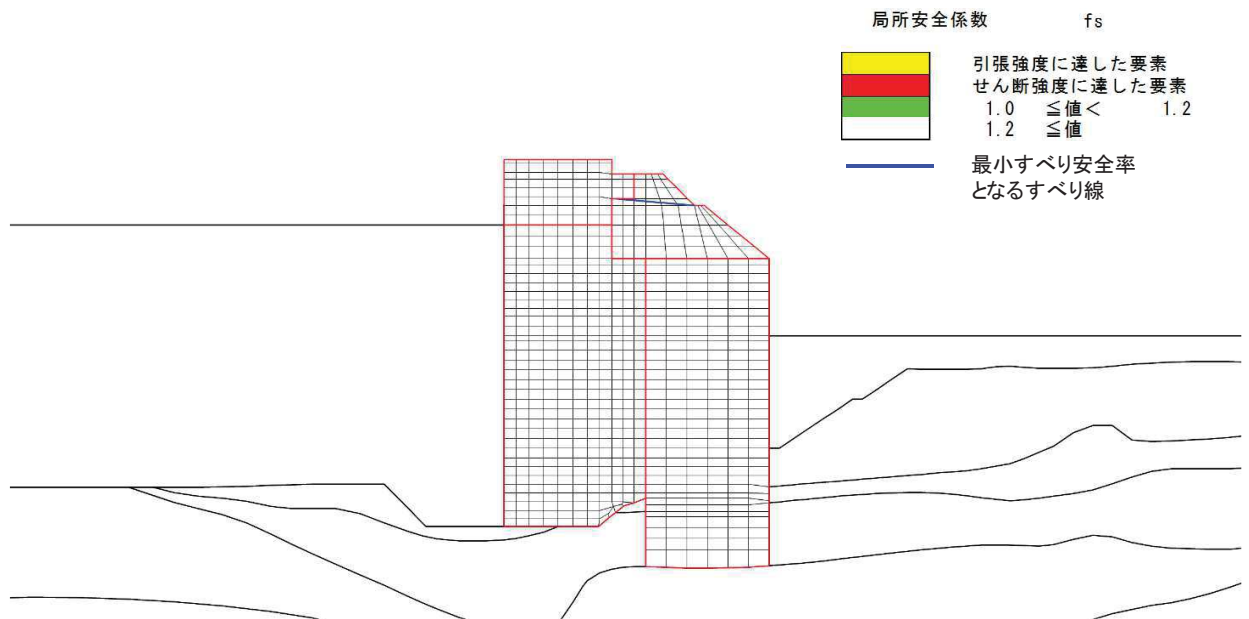 局所安全係数 fs
引張強度に達した要素
せん断強度に達した要素
1.0 ≦値< 1.2
1.2 ≦値
最小すべり安全率
となるすべり線